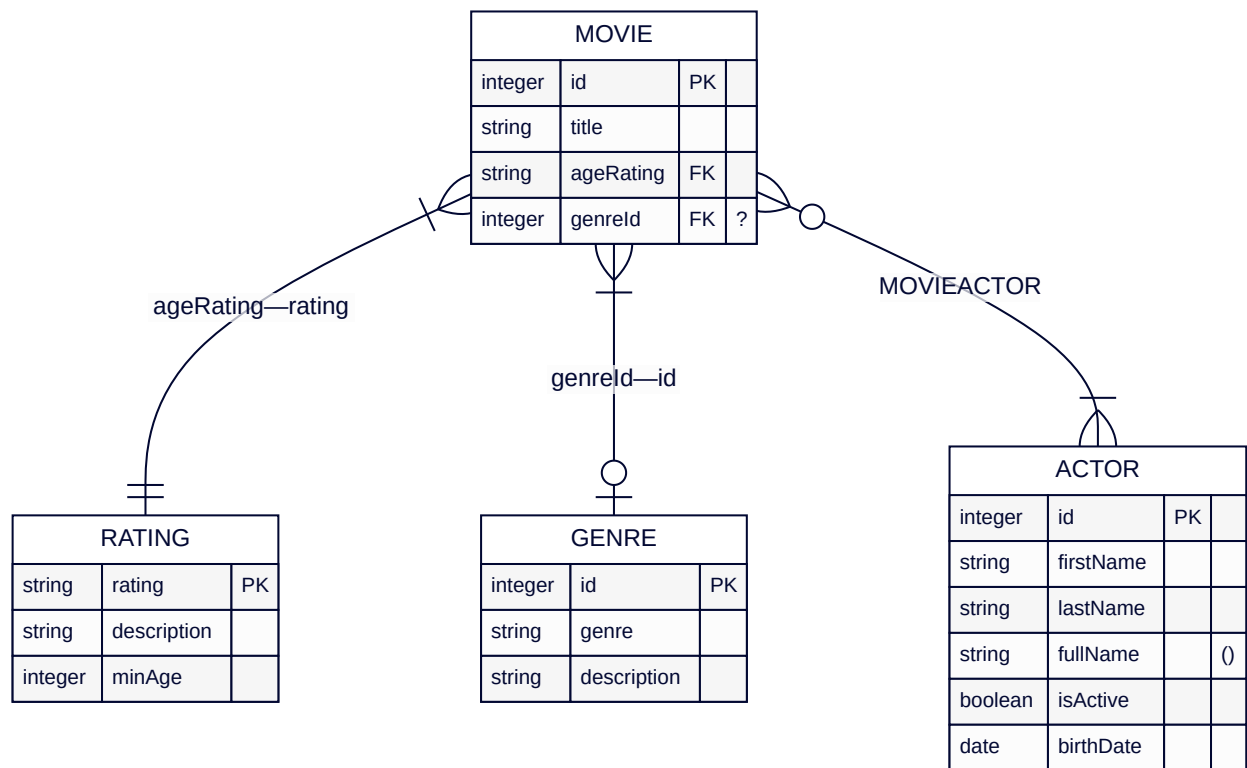 MOVIE
integer id PK
string title
string ageRating FK
integer genreId FK ?
ageRating—rating
MOVIEACTOR
genreId—id
RATING
string rating PK
string description
integer minAge
GENRE
integer id PK
string genre
string description
ACTOR
integer id PK
string firstName
string lastName
string fullName ()
boolean isActive
date birthDate